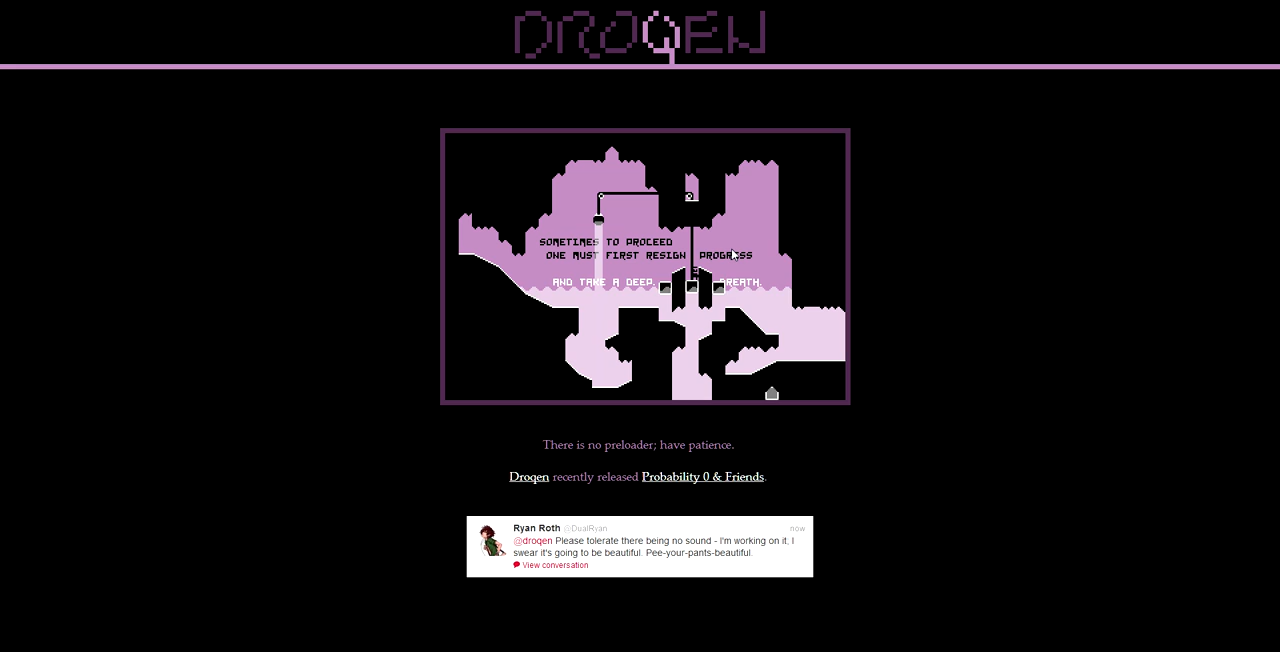 DROQEN
SOMETIMES TO PROCEED
ONE MUST FIRST RESIGN PROGRESS
AND TAKE A DEEP. BREATH.
There is no preloader; have patience.
Droqen recently released Probability 0 & Friends.
Ryan Roth @DualRyan now
@droqen Please tolerate there being no sound - I'm working on it, I
swear it's going to be beautiful. Pee-your-pants-beautiful.
View conversation